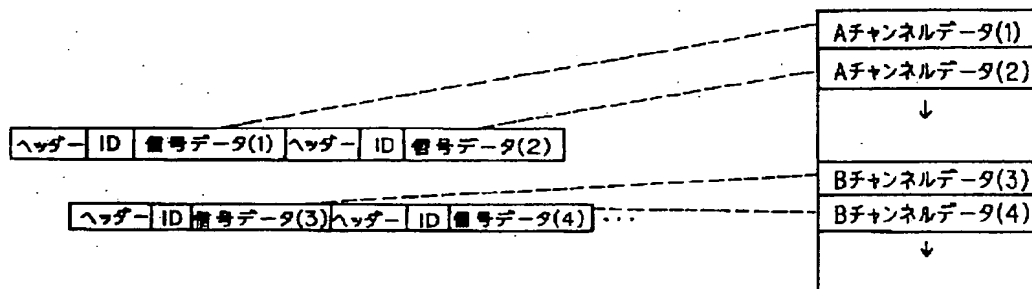 Aチャンネルデータ(1)
Aチャンネルデータ(2)
↓
ヘッダー ID 信号データ(1) ヘッダー ID 信号データ(2)
Bチャンネルデータ(3)
ヘッダー ID 信号データ(3) ヘッダー ID 信号データ(4) ...
Bチャンネルデータ(4)
↓